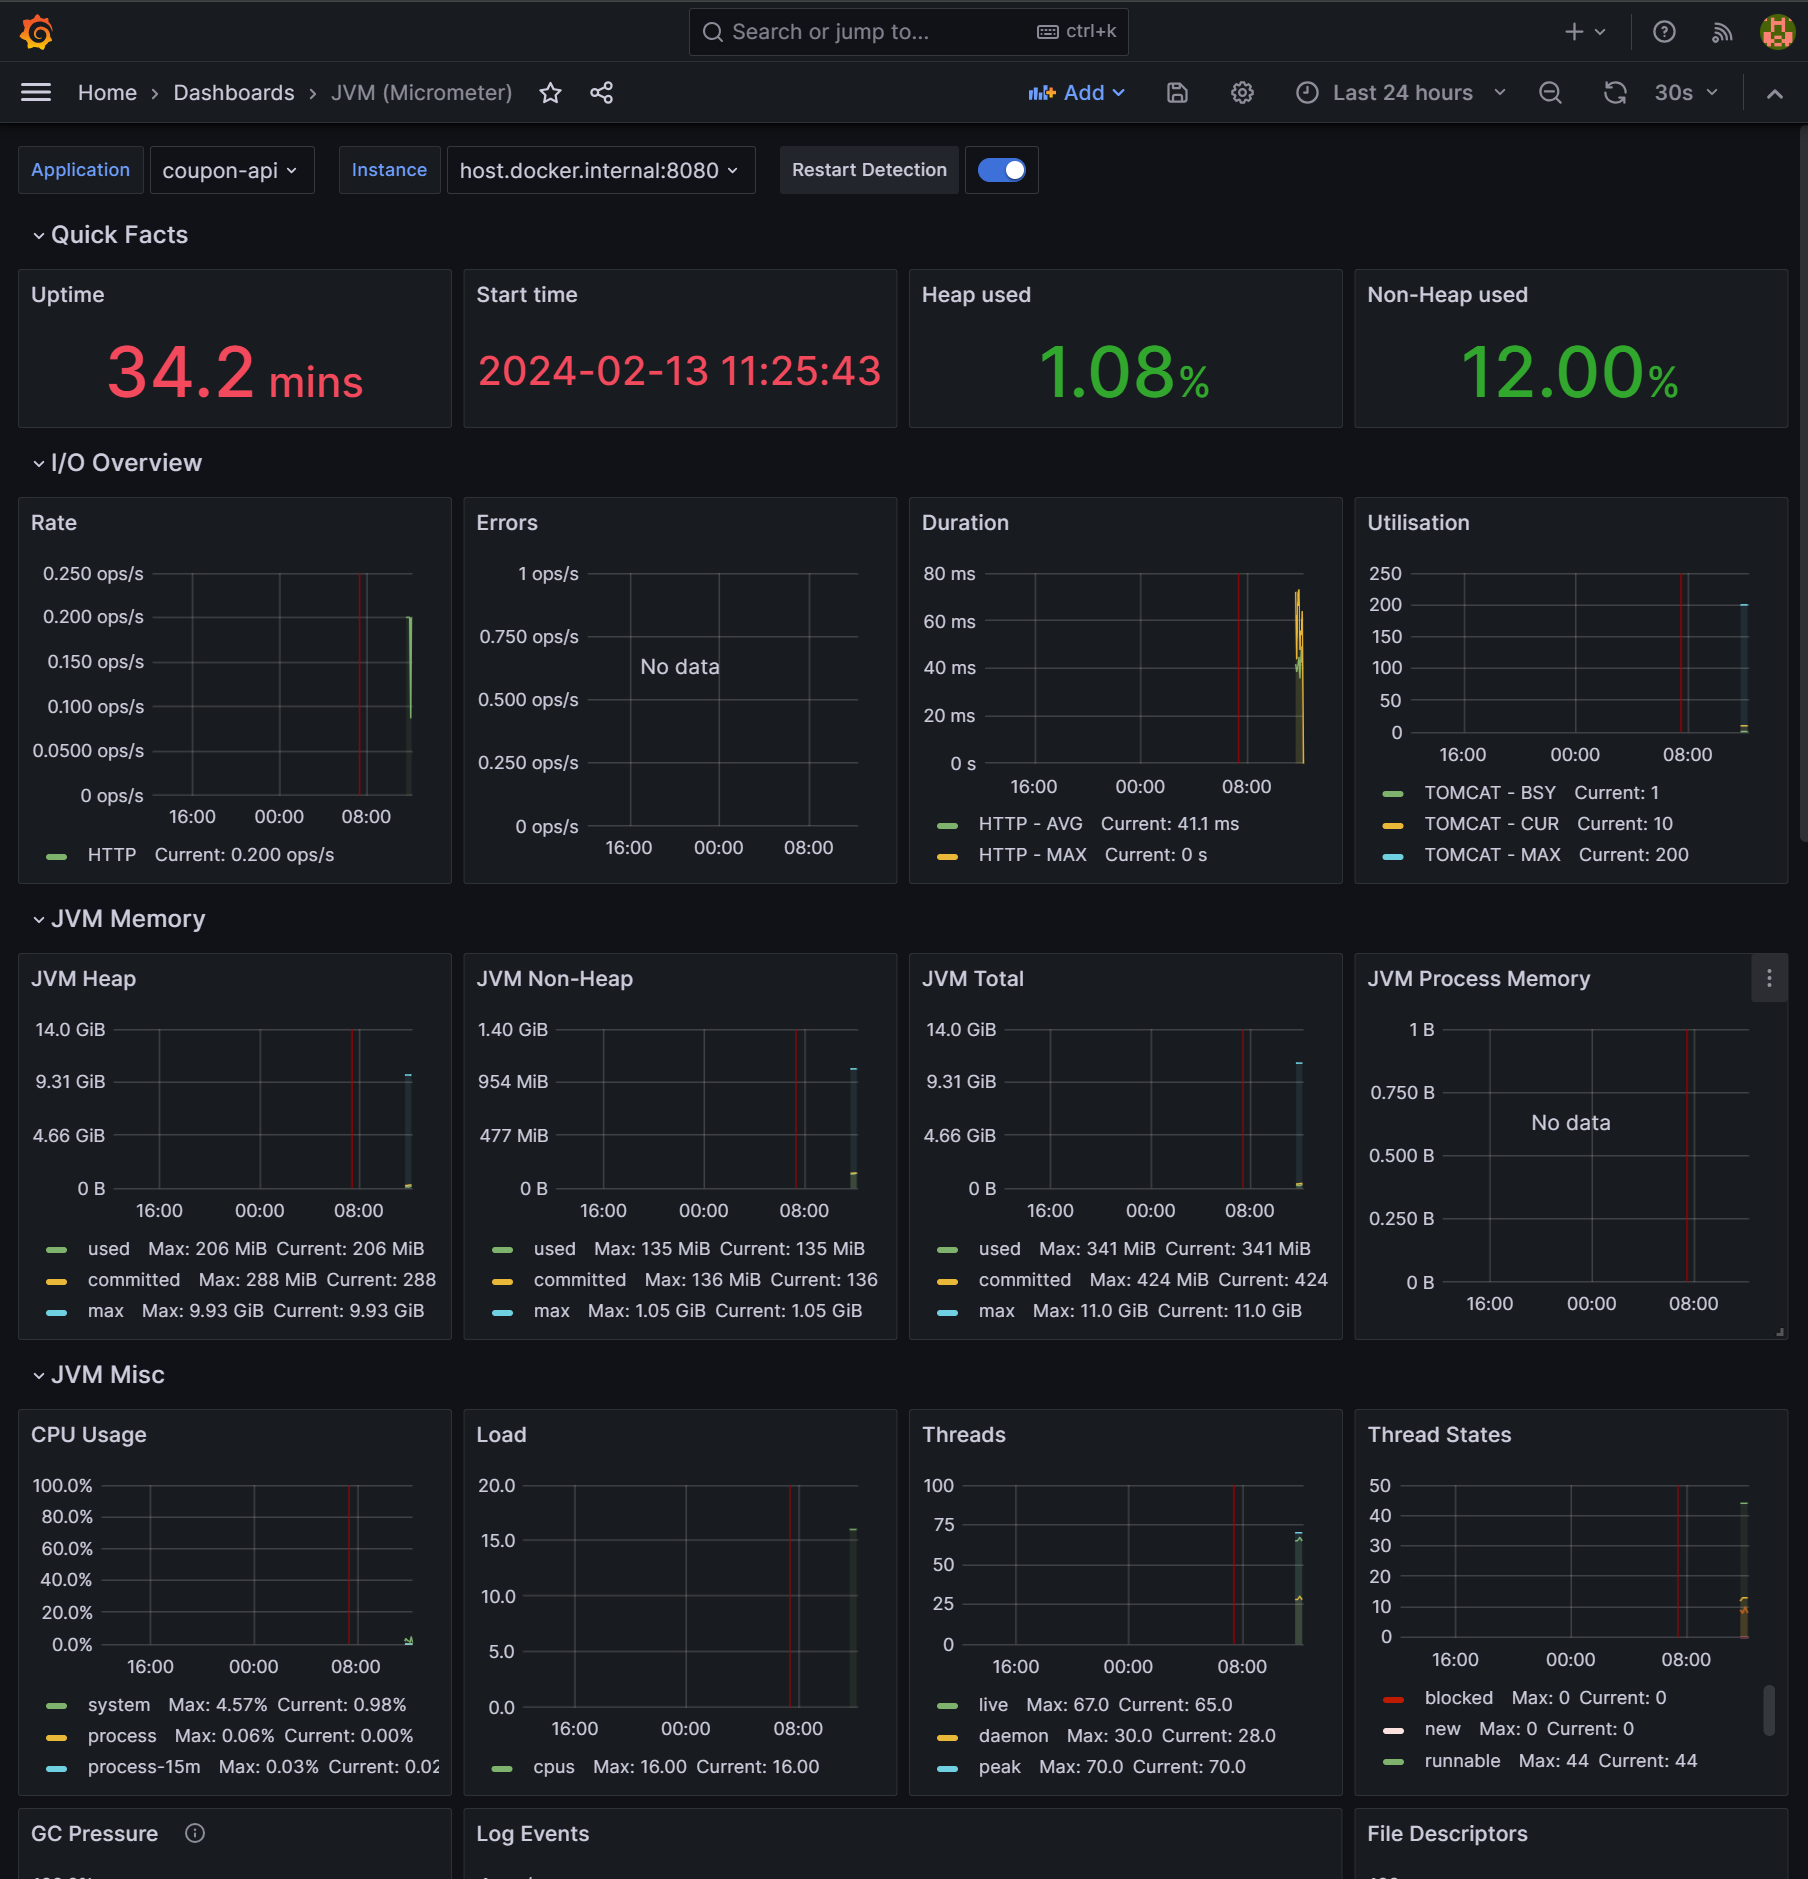 Search or jump to... ctrl+k
Home › Dashboards › JVM (Micrometer) Add Last 24 hours 30s
Application coupon-api Instance host.docker.internal:8080 Restart Detection
Quick Facts
Uptime
34.2 mins
Start time
2024-02-13 11:25:43
Heap used
1.08%
Non-Heap used
12.00%
I/O Overview
Rate
0.250 ops/s
0.200 ops/s
0.150 ops/s
0.100 ops/s
0.0500 ops/s
0 ops/s
16:00 00:00 08:00
HTTP Current: 0.200 ops/s
Errors
1 ops/s
0.750 ops/s
No data
0.500 ops/s
0.250 ops/s
0 ops/s
16:00 00:00 08:00
Duration
80 ms
60 ms
40 ms
20 ms
0 s
16:00 00:00 08:00
HTTP - AVG Current: 41.1 ms
HTTP - MAX Current: 0 s
Utilisation
250
200
150
100
50
0
16:00 00:00 08:00
TOMCAT - BSY Current: 1
TOMCAT - CUR Current: 10
TOMCAT - MAX Current: 200
JVM Memory
JVM Heap
14.0 GiB
9.31 GiB
4.66 GiB
0 B
16:00 00:00 08:00
used Max: 206 MiB Current: 206 MiB
committed Max: 288 MiB Current: 288
max Max: 9.93 GiB Current: 9.93 GiB
JVM Non-Heap
1.40 GiB
954 MiB
477 MiB
0 B
16:00 00:00 08:00
used Max: 135 MiB Current: 135 MiB
committed Max: 136 MiB Current: 136
max Max: 1.05 GiB Current: 1.05 GiB
JVM Total
14.0 GiB
9.31 GiB
4.66 GiB
0 B
16:00 00:00 08:00
used Max: 341 MiB Current: 341 MiB
committed Max: 424 MiB Current: 424
max Max: 11.0 GiB Current: 11.0 GiB
JVM Process Memory
1 B
0.750 B
No data
0.500 B
0.250 B
0 B
16:00 00:00 08:00
JVM Misc
CPU Usage
100.0%
80.0%
60.0%
40.0%
20.0%
0.0%
16:00 00:00 08:00
system Max: 4.57% Current: 0.98%
process Max: 0.06% Current: 0.00%
process-15m Max: 0.03% Current: 0.02
Load
20.0
15.0
10.0
5.0
0.0
16:00 00:00 08:00
cpus Max: 16.00 Current: 16.00
Threads
100
75
50
25
0
16:00 00:00 08:00
live Max: 67.0 Current: 65.0
daemon Max: 30.0 Current: 28.0
peak Max: 70.0 Current: 70.0
Thread States
50
40
30
20
10
0
16:00 00:00 08:00
blocked Max: 0 Current: 0
new Max: 0 Current: 0
runnable Max: 44 Current: 44
GC Pressure
Log Events
File Descriptors